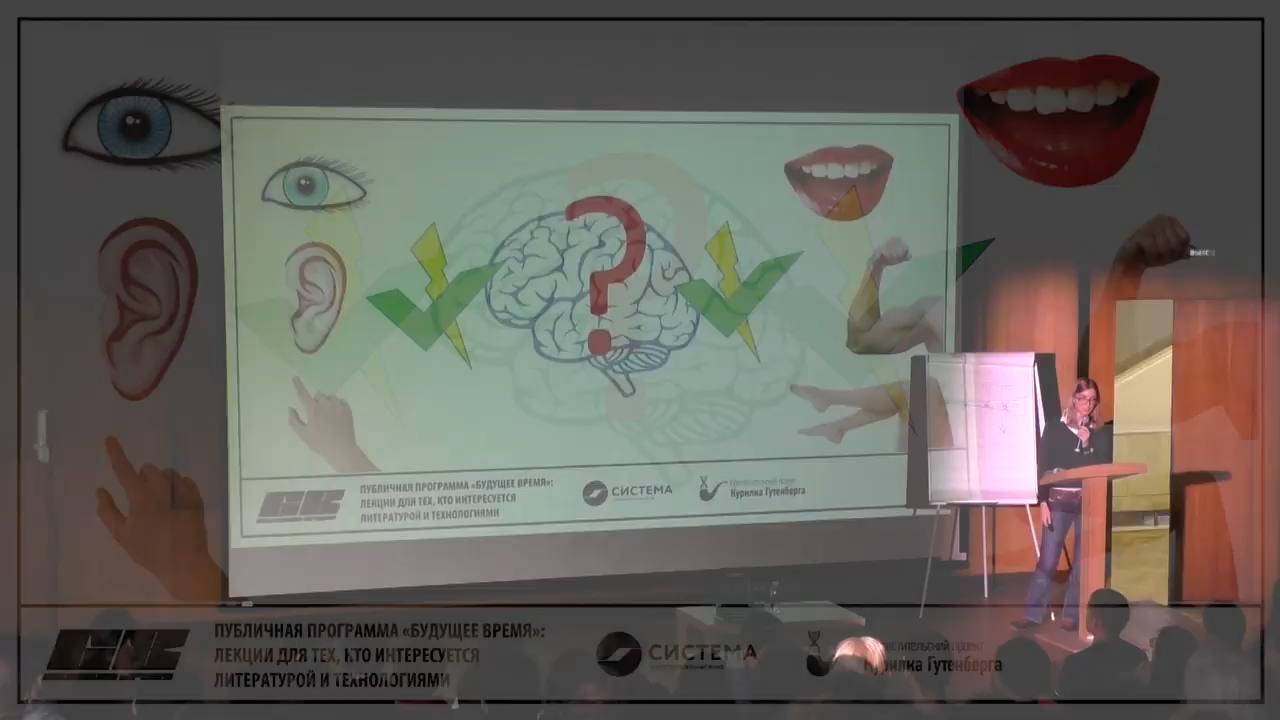 ПУБЛИЧНАЯ ПРОГРАММА «БУДУЩЕЕ ВРЕМЯ»:
ЛЕКЦИИ ДЛЯ ТЕХ, КТО ИНТЕРЕСУЕТСЯ
ЛИТЕРАТУРОЙ И ТЕХНОЛОГИЯМИ
СИСТЕМА
Курилка Гутенберга
ПУБЛИЧНАЯ ПРОГРАММА «БУДУЩЕЕ ВРЕМЯ»:
ЛЕКЦИИ ДЛЯ ТЕХ, КТО ИНТЕРЕСУЕТСЯ
ЛИТЕРАТУРОЙ И ТЕХНОЛОГИЯМИ
СИСТЕМА
Курилка Гутенберга